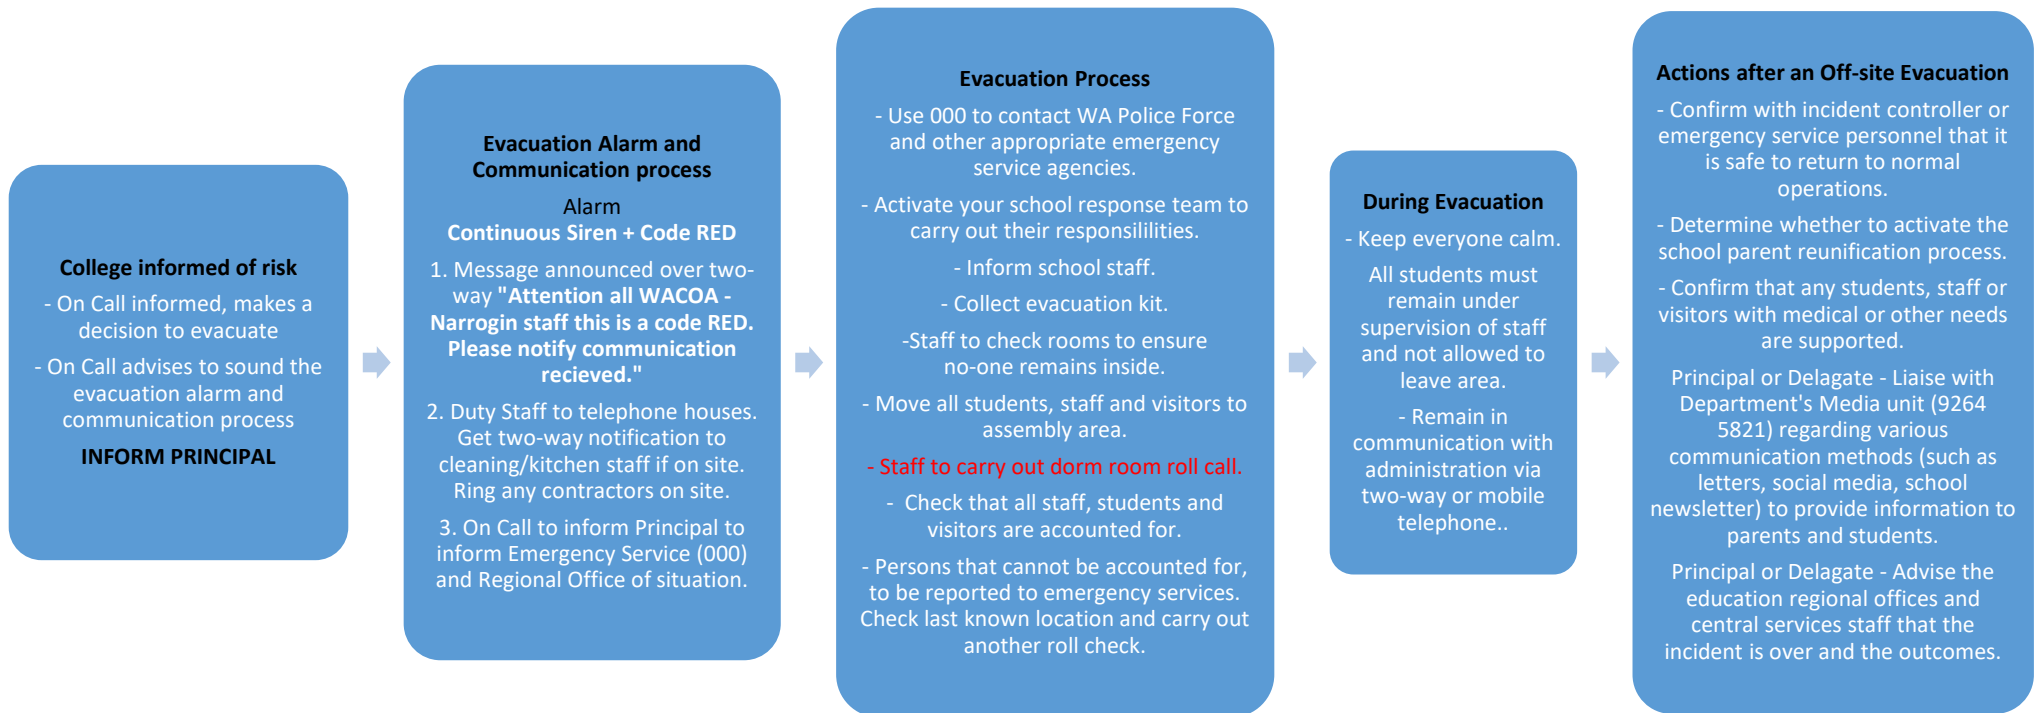 College informed of risk
- On Call informed, makes a
decision to evacuate
- On Call advises to sound the
evacuation alarm and
communication process
INFORM PRINCIPAL
Evacuation Alarm and
Communication process
Alarm
Continuous Siren + Code RED
1. Message announced over two-
way "Attention all WACOA -
Narrogin staff this is a code RED.
Please notify communication
recieved."
2. Duty Staff to telephone houses.
Get two-way notification to
cleaning/kitchen staff if on site.
Ring any contractors on site.
3. On Call to inform Principal to
inform Emergency Service (000)
and Regional Office of situation.
Evacuation Process
- Use 000 to contact WA Police Force
and other appropriate emergency
service agencies.
- Activate your school response team to
carry out their responsililities.
- Inform school staff.
- Collect evacuation kit.
-Staff to check rooms to ensure
no-one remains inside.
- Move all students, staff and visitors to
assembly area.
- Staff to carry out dorm room roll call.
- Check that all staff, students and
visitors are accounted for.
- Persons that cannot be accounted for,
to be reported to emergency services.
Check last known location and carry out
another roll check.
During Evacuation
- Keep everyone calm.
All students must
remain under
supervision of staff
and not allowed to
leave area.
- Remain in
communication with
administration via
two-way or mobile
telephone..
Actions after an Off-site Evacuation
- Confirm with incident controller or
emergency service personnel that it
is safe to return to normal
operations.
- Determine whether to activate the
school parent reunification process.
- Confirm that any students, staff or
visitors with medical or other needs
are supported.
Principal or Delagate - Liaise with
Department's Media unit (9264
5821) regarding various
communication methods (such as
letters, social media, school
newsletter) to provide information to
parents and students.
Principal or Delagate - Advise the
education regional offices and
central services staff that the
incident is over and the outcomes.